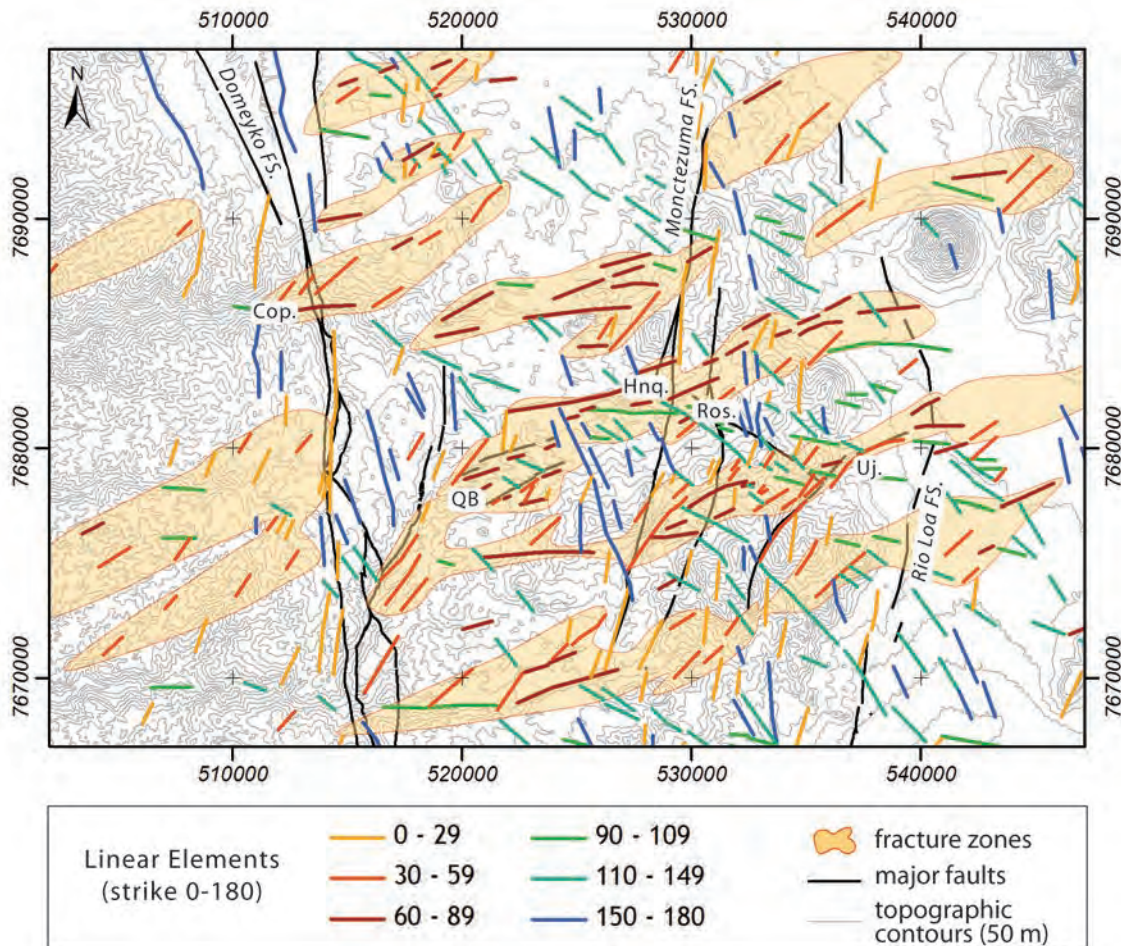 510000 520000 530000 540000
N
Domeyko FS.
Monctezuma FS.
7690000 7690000
Cop.
Hnq.
Ros.
7680000 7680000
QB
Uj.
Rio Loa FS.
7670000 7670000
510000 520000 530000 540000
Linear Elements
(strike 0-180)
0 - 29
30 - 59
60 - 89
90 - 109
110 - 149
150 - 180
fracture zones
major faults
topographic
contours (50 m)